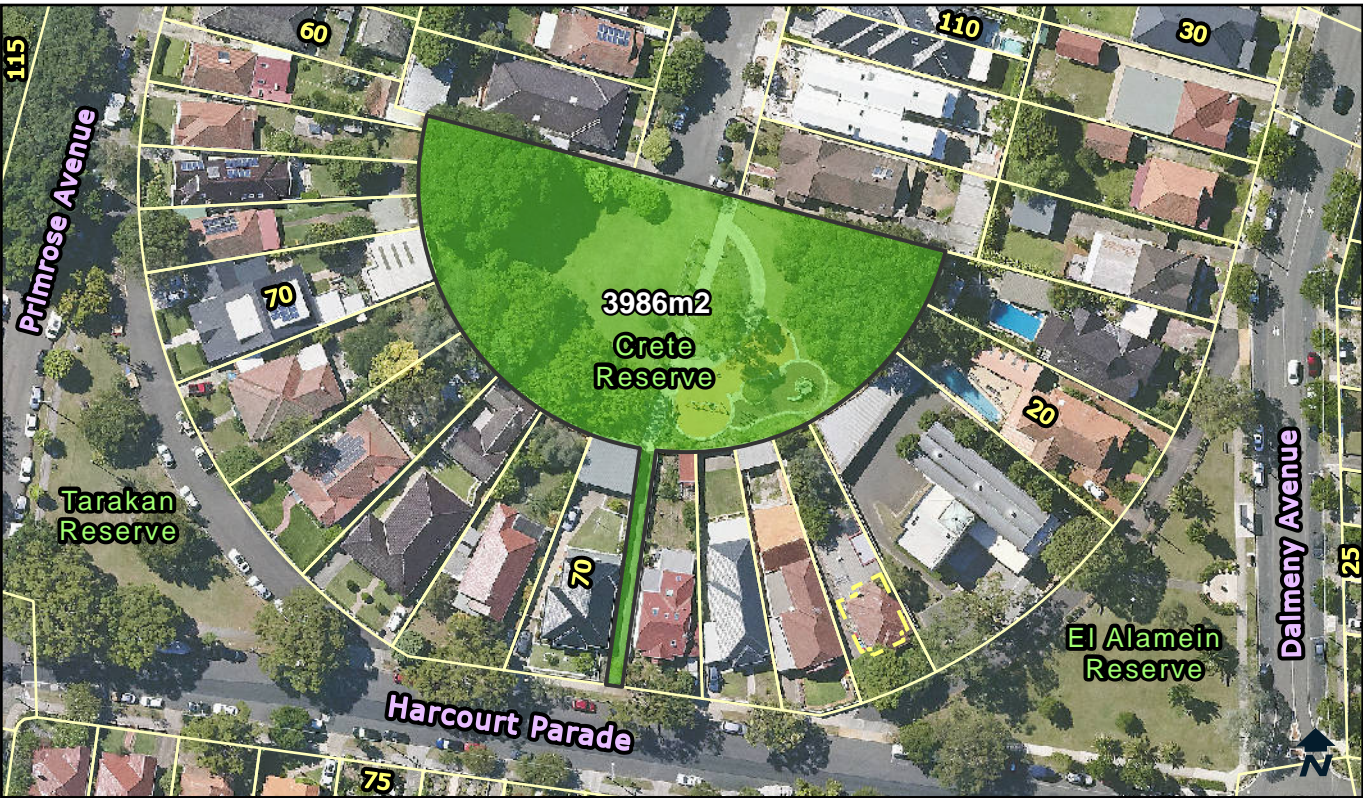 115
60
110
30
Primrose Avenue
70
3986m2
Crete
Reserve
20
Tarakan
Reserve
70
Dalmeny Avenue
25
El Alamein
Reserve
Harcourt Parade
75
N